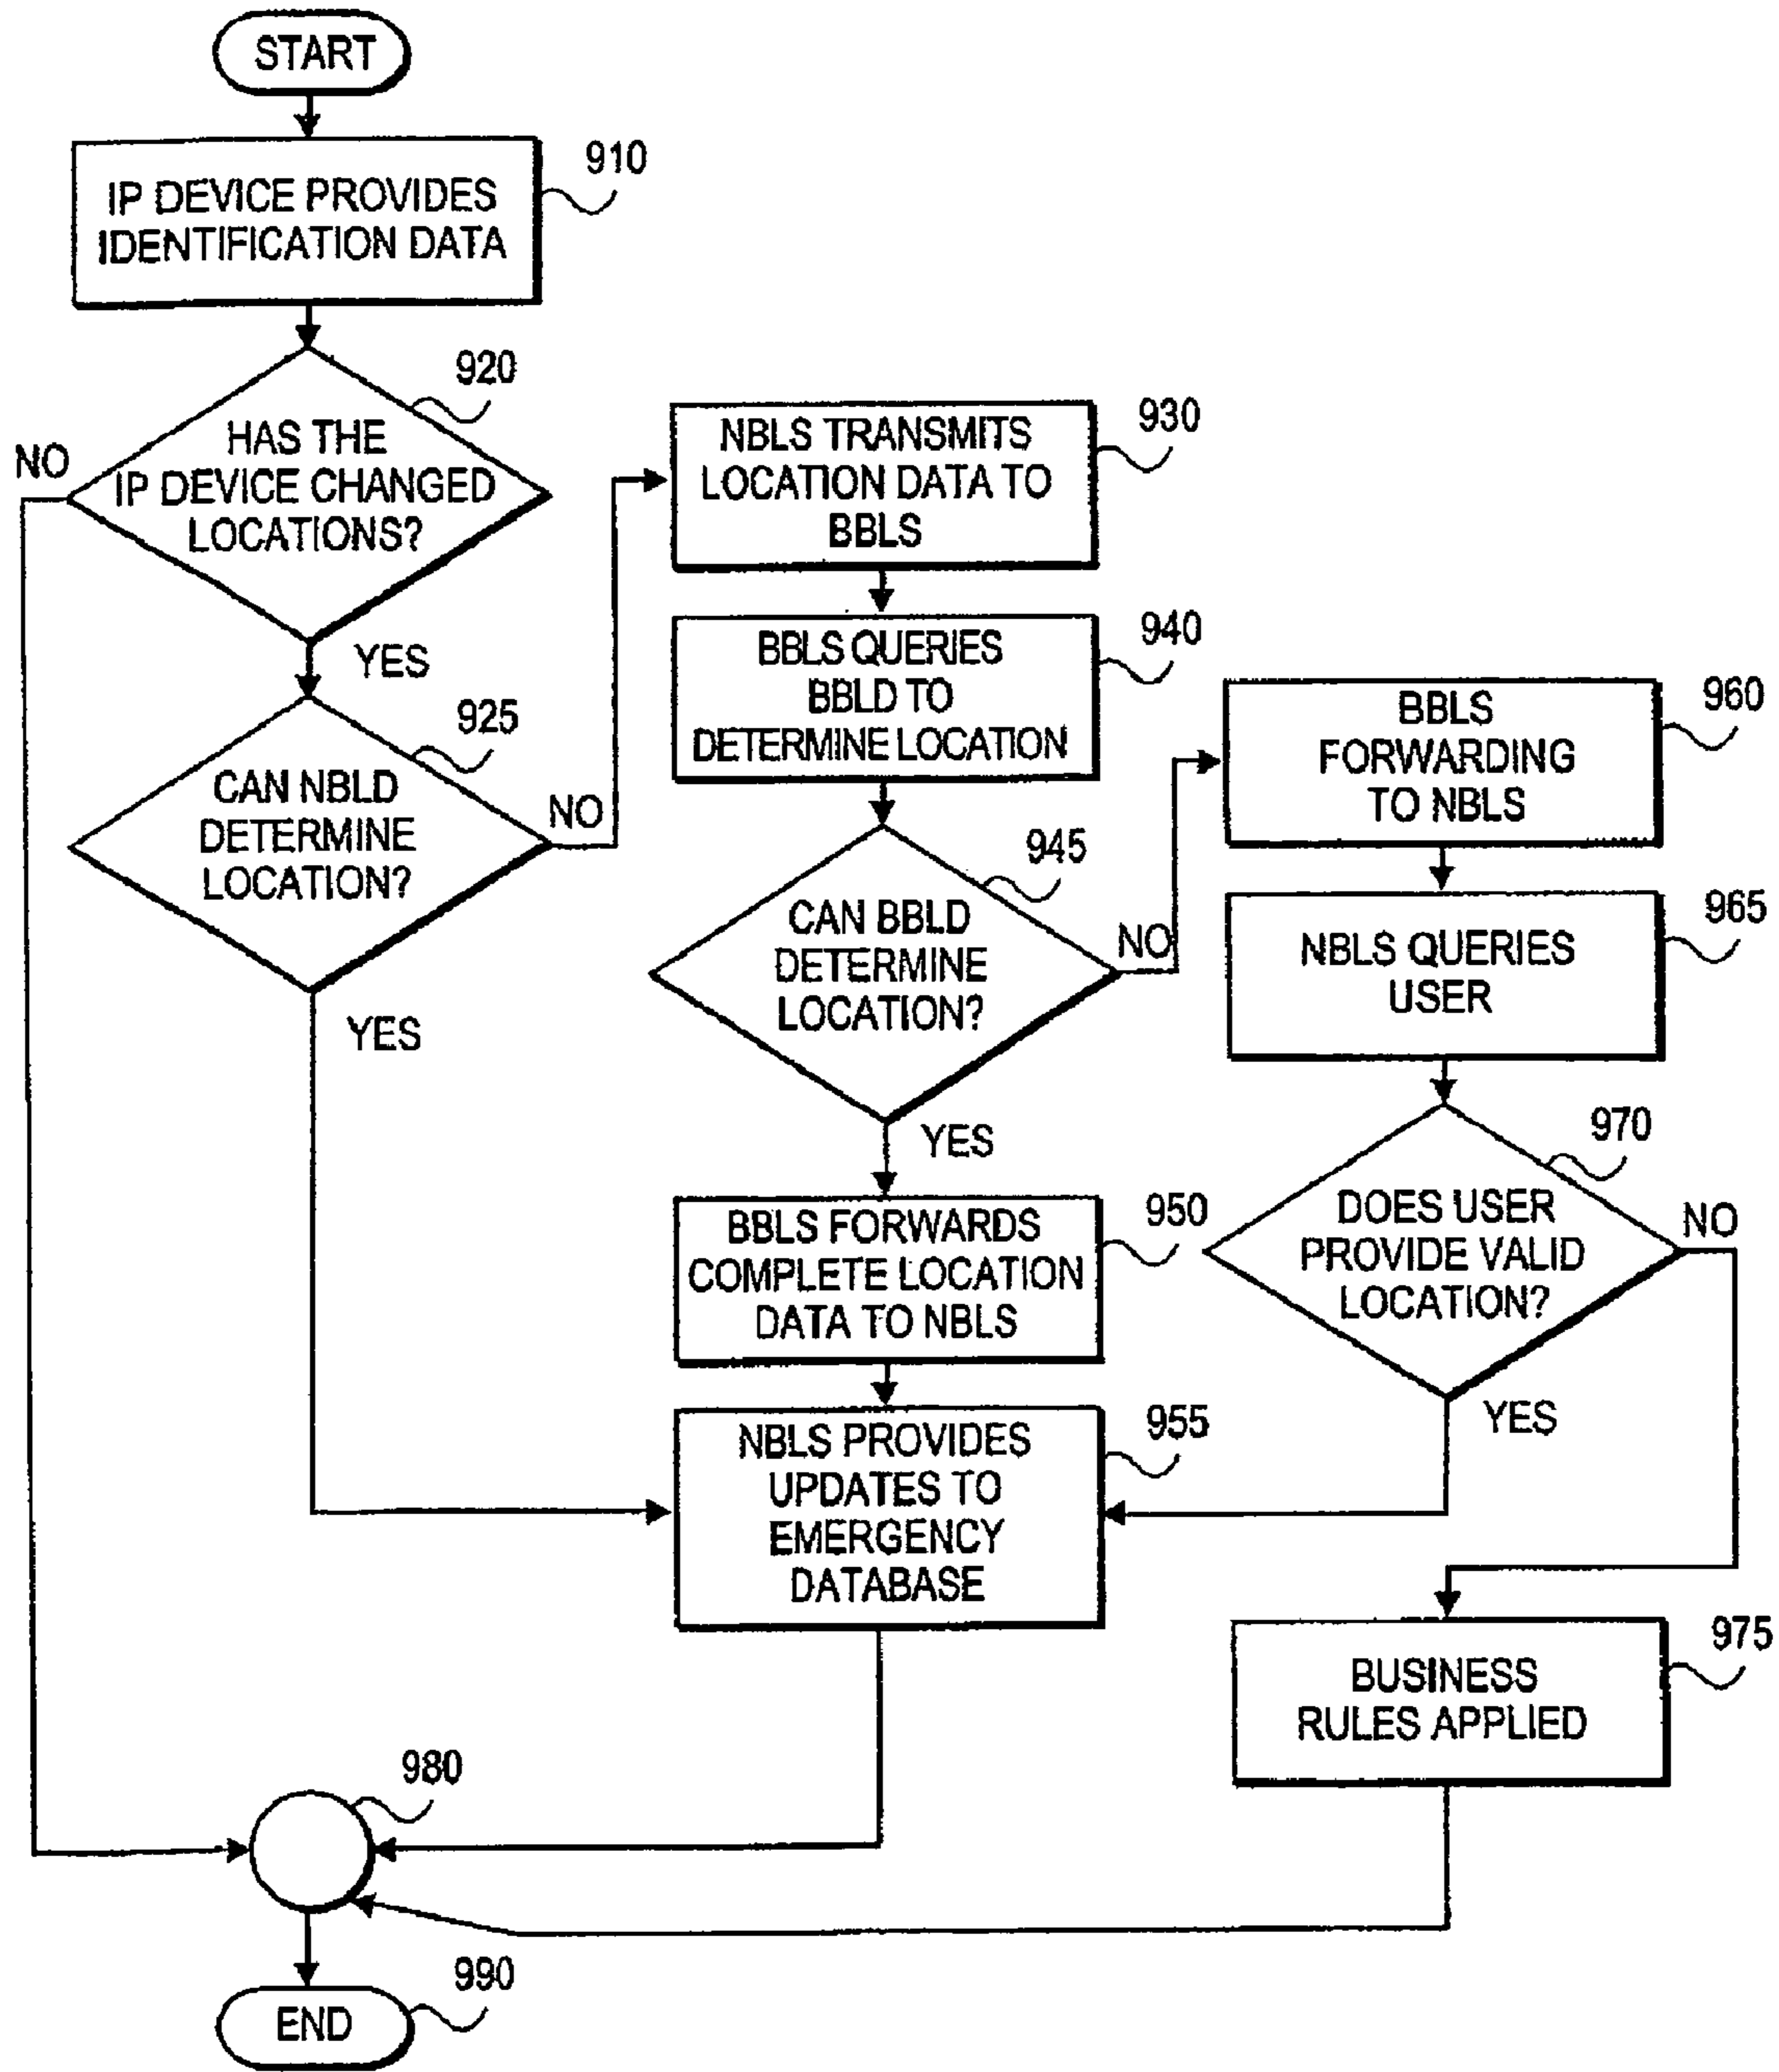 START
IP DEVICE PROVIDES
IDENTIFICATION DATA
910
HAS THE
IP DEVICE CHANGED
LOCATIONS?
920
NO
YES
CAN NBLD
DETERMINE
LOCATION?
925
NO
YES
NBLS TRANSMITS
LOCATION DATA TO
BBLS
930
BBLS QUERIES
BBLD TO
DETERMINE LOCATION
940
CAN BBLD
DETERMINE
LOCATION?
945
NO
YES
BBLS FORWARDS
COMPLETE LOCATION
DATA TO NBLS
950
NBLS PROVIDES
UPDATES TO
EMERGENCY
DATABASE
955
BBLS
FORWARDING
TO NBLS
960
NBLS QUERIES
USER
965
DOES USER
PROVIDE VALID
LOCATION?
970
NO
YES
BUSINESS
RULES APPLIED
975
980
END
990